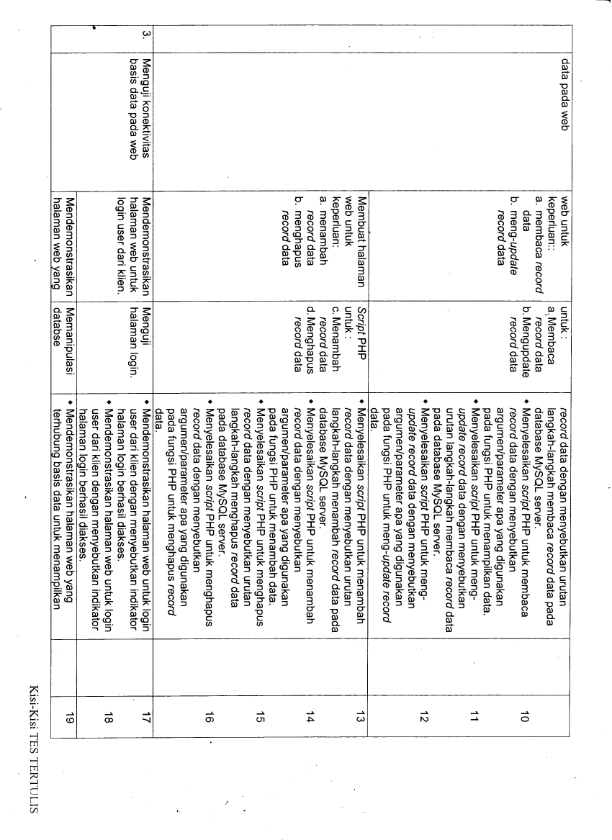 data pada web
web untuk
keperluan::
a. membaca record
data
b. meng-update
record data
untuk :
a. Membaca
record data
b. Mengupdate
record data
record data dengan menyebutkan urutan
langkah-langkah membaca record data pada
database MySQL server.
• Menyelesaikan script PHP untuk membaca
record data dengan menyebutkan
argumen/parameter apa yang digunakan
pada fungsi PHP untuk menampilkan data.
• Menyelesaikan script PHP untuk meng-
update record data dengan menyebutkan
urutan langkah-langkah membaca record data
pada database MySQL server.
• Menyelesaikan script PHP untuk meng-
update record data dengan menyebutkan
argumen/parameter apa yang digunakan
pada fungsi PHP untuk meng-update record
data.
10
11
12
Membuat halaman
web untuk
keperluan:
a. menambah
record data
b. menghapus
record data
Script PHP
untuk :
c. Menambah
record data
d. Menghapus
record data
• Menyelesaikan script PHP untuk menambah
record data dengan menyebutkan urutan
langkah-langkah menambah record data pada
database MySQL server.
• Menyelesaikan script PHP untuk menambah
record data dengan menyebutkan
argumen/parameter apa yang digunakan
pada fungsi PHP untuk menambah data.
• Menyelesaikan script PHP untuk menghapus
record data dengan menyebutkan urutan
langkah-langkah menghapus record data
pada database MySQL server.
• Menyelesaikan script PHP untuk menghapus
record data dengan menyebutkan
argumen/parameter apa yang digunakan
pada fungsi PHP untuk menghapus record
data.
13
14
15
16
3.
Menguji konektivitas
basis data pada web
Mendemonstrasikan
halaman web untuk
login user dari klien.
Menguji
halaman login.
• Mendemonstrasikan halaman web untuk login
user dari klien dengan menyebutkan indikator
halaman login berhasil diakses.
• Mendemonstrasikan halaman web untuk login
user dari klien dengan menyebutkan indikator
halaman login berhasil diakses.
17
18
Mendemonstrasikan
halaman web yang
Memanipulasi
databse
• Mendemonstrasikan halaman web yang
terhubung basis data untuk menampilkan
19
Kisi-Kisi TES TERTULIS